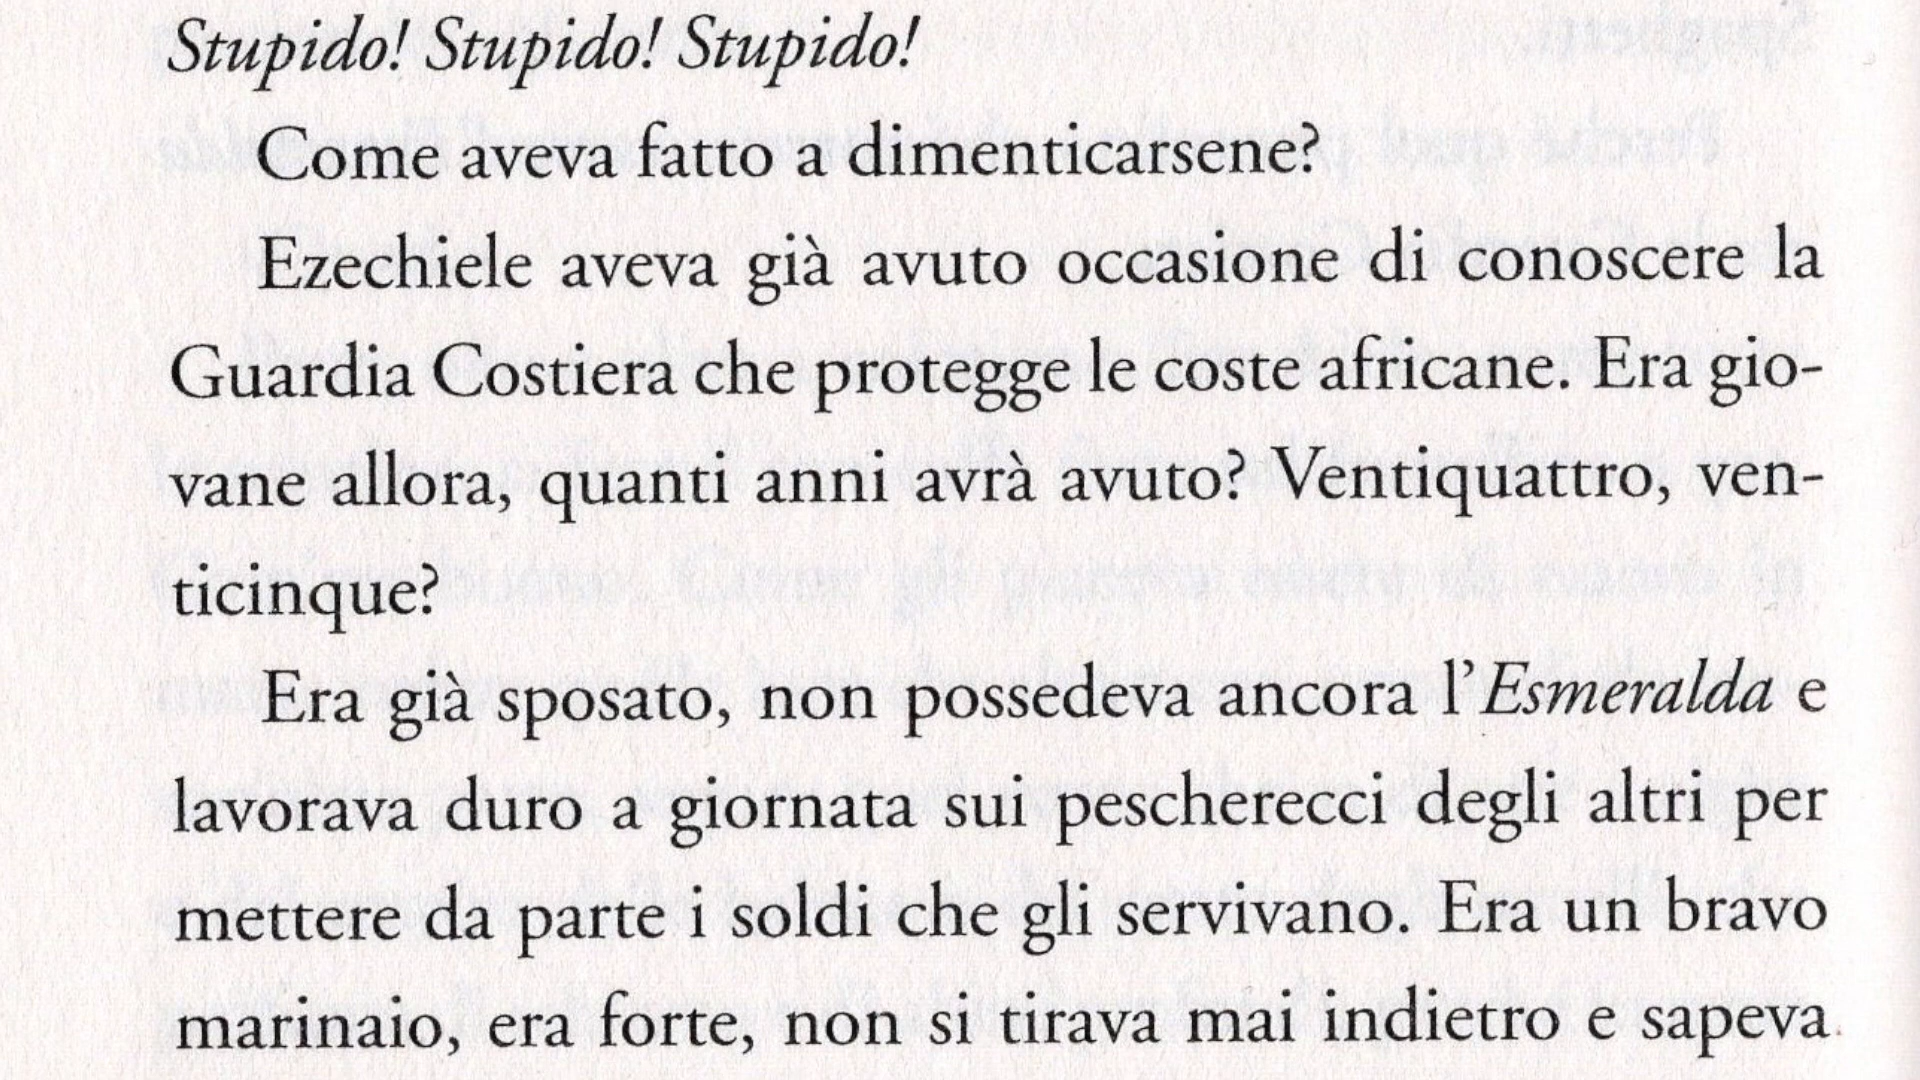 Stupido! Stupido! Stupido!
Come aveva fatto a dimenticarsene?
Ezechiele aveva già avuto occasione di conoscere la
Guardia Costiera che protegge le coste africane. Era gio-
vane allora, quanti anni avrà avuto? Ventiquattro, ven-
ticinque?
Era già sposato, non possedeva ancora l’Esmeralda e
lavorava duro a giornata sui pescherecci degli altri per
mettere da parte i soldi che gli servivano. Era un bravo
marinaio, era forte, non si tirava mai indietro e sapeva